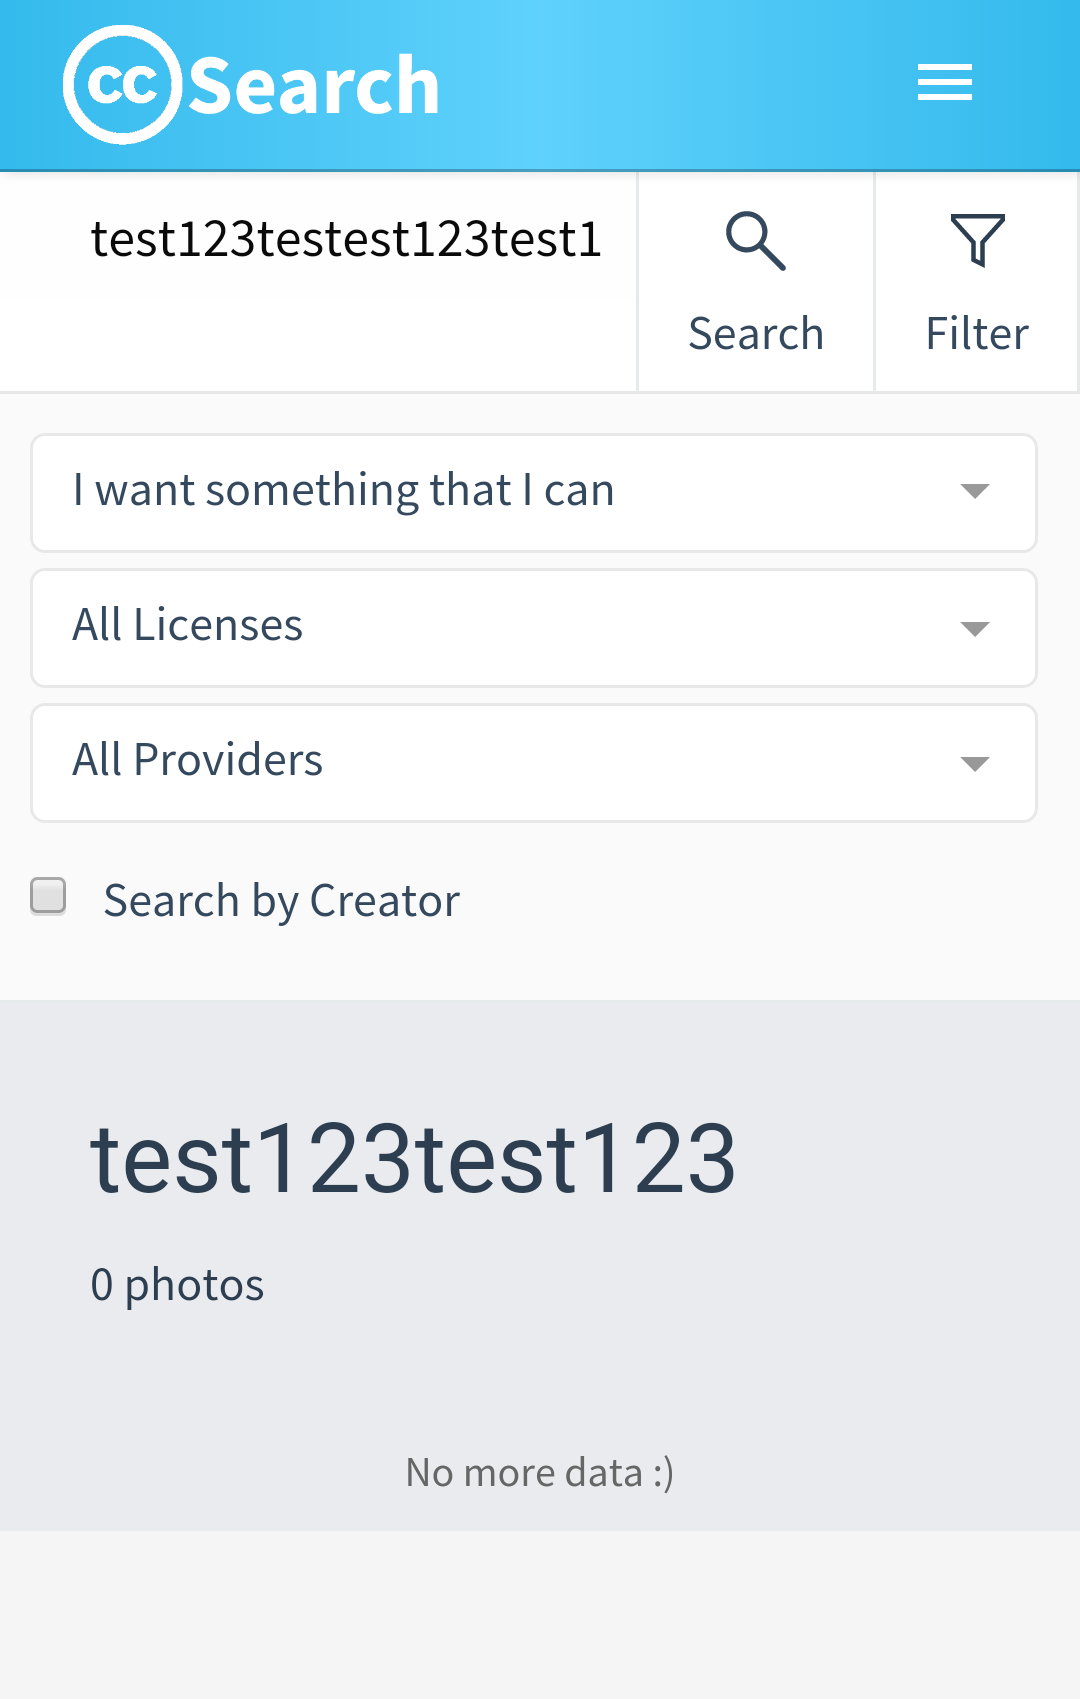 cc Search
test123testest123test1
Search
Filter
I want something that I can
All Licenses
All Providers
Search by Creator
test123test123
0 photos
No more data :)